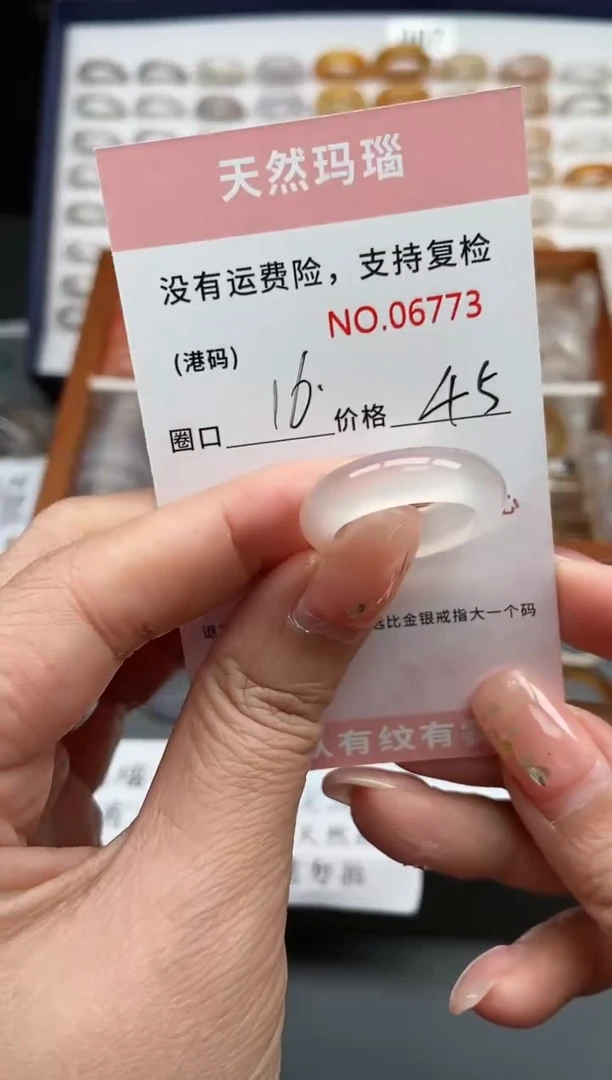 天然玛瑙
没有运费险，支持复检
NO.06773
(港码)
圈口 16. 价格 45
选比金银戒指大一个码
有纹有